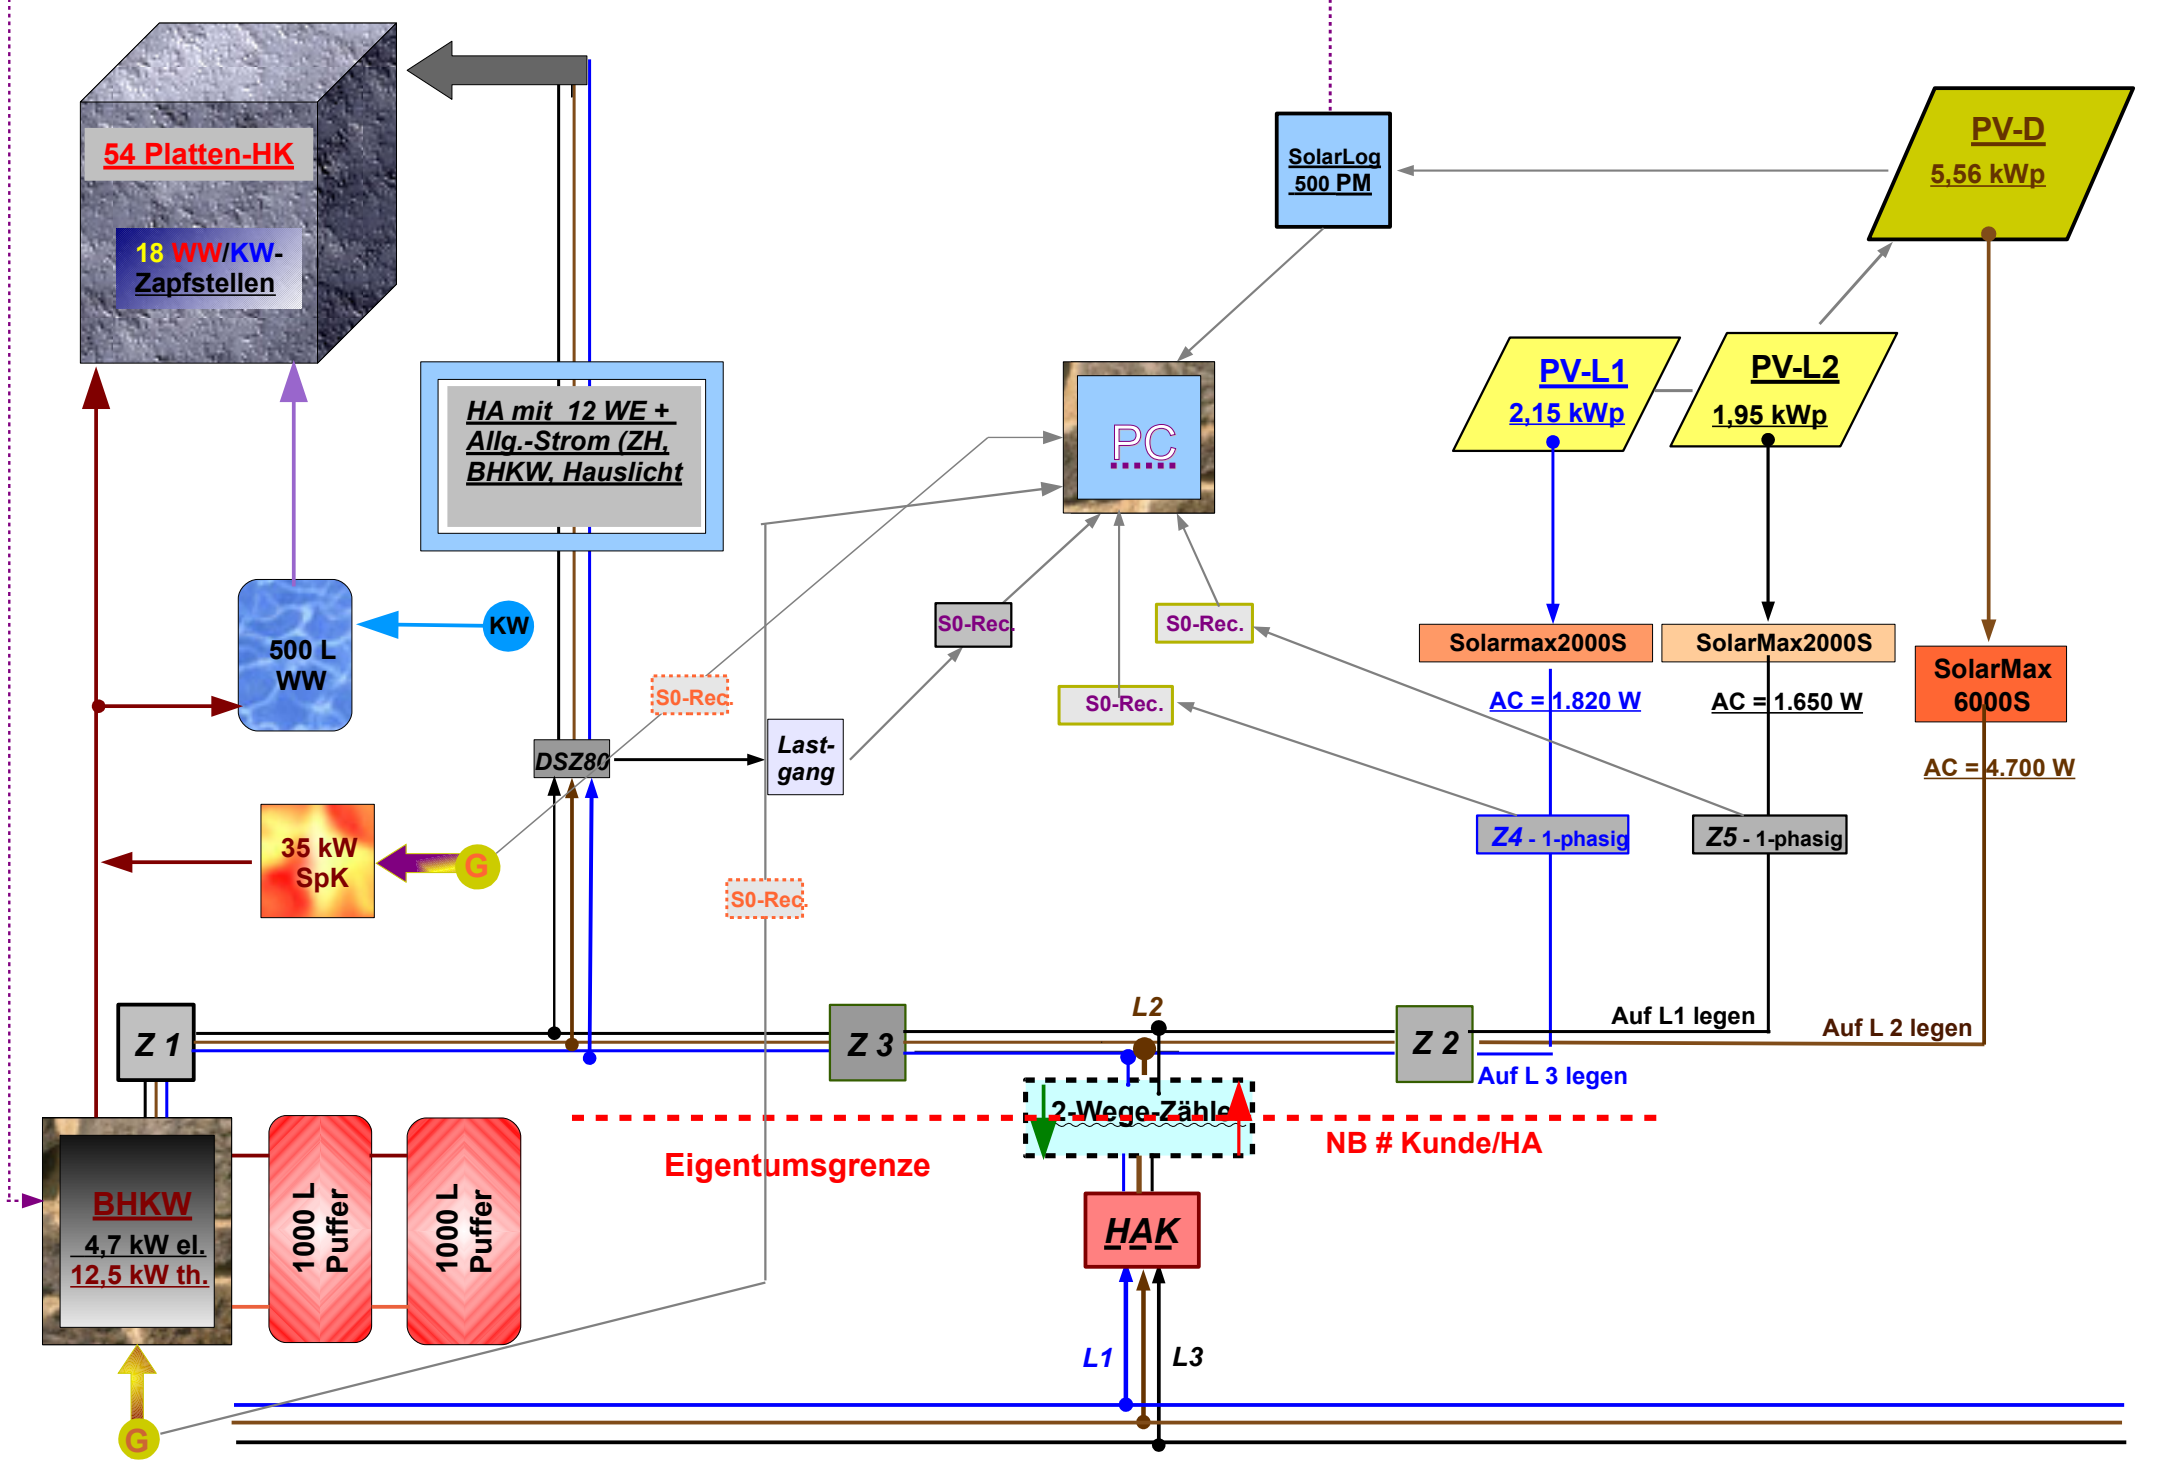 54 Platten-HK
18 WW/KW-
Zapfstellen
SolarLog
500 PM
PV-D
5,56 kWp
PV-L1
2,15 kWp
PV-L2
1,95 kWp
HA mit 12 WE +
Allg.-Strom (ZH,
BHKW, Hauslicht
PC
500 L
WW
KW
S0-Rec.
S0-Rec.
S0-Rec.
S0-Rec.
Solarmax2000S
SolarMax2000S
SolarMax
6000S
AC = 1.820 W
AC = 1.650 W
AC = 4.700 W
DSZ80
Last-
gang
35 kW
SpK
G
S0-Rec.
Z4 - 1-phasig
Z5 - 1-phasig
Z 1
Z 3
L2
Z 2
Auf L1 legen
Auf L 2 legen
Auf L 3 legen
2-Wege-Zähle
Eigentumsgrenze
NB # Kunde/HA
BHKW
4,7 kW el.
12,5 kW th.
1000 L
Puffer
1000 L
Puffer
HAK
L1
L3
G